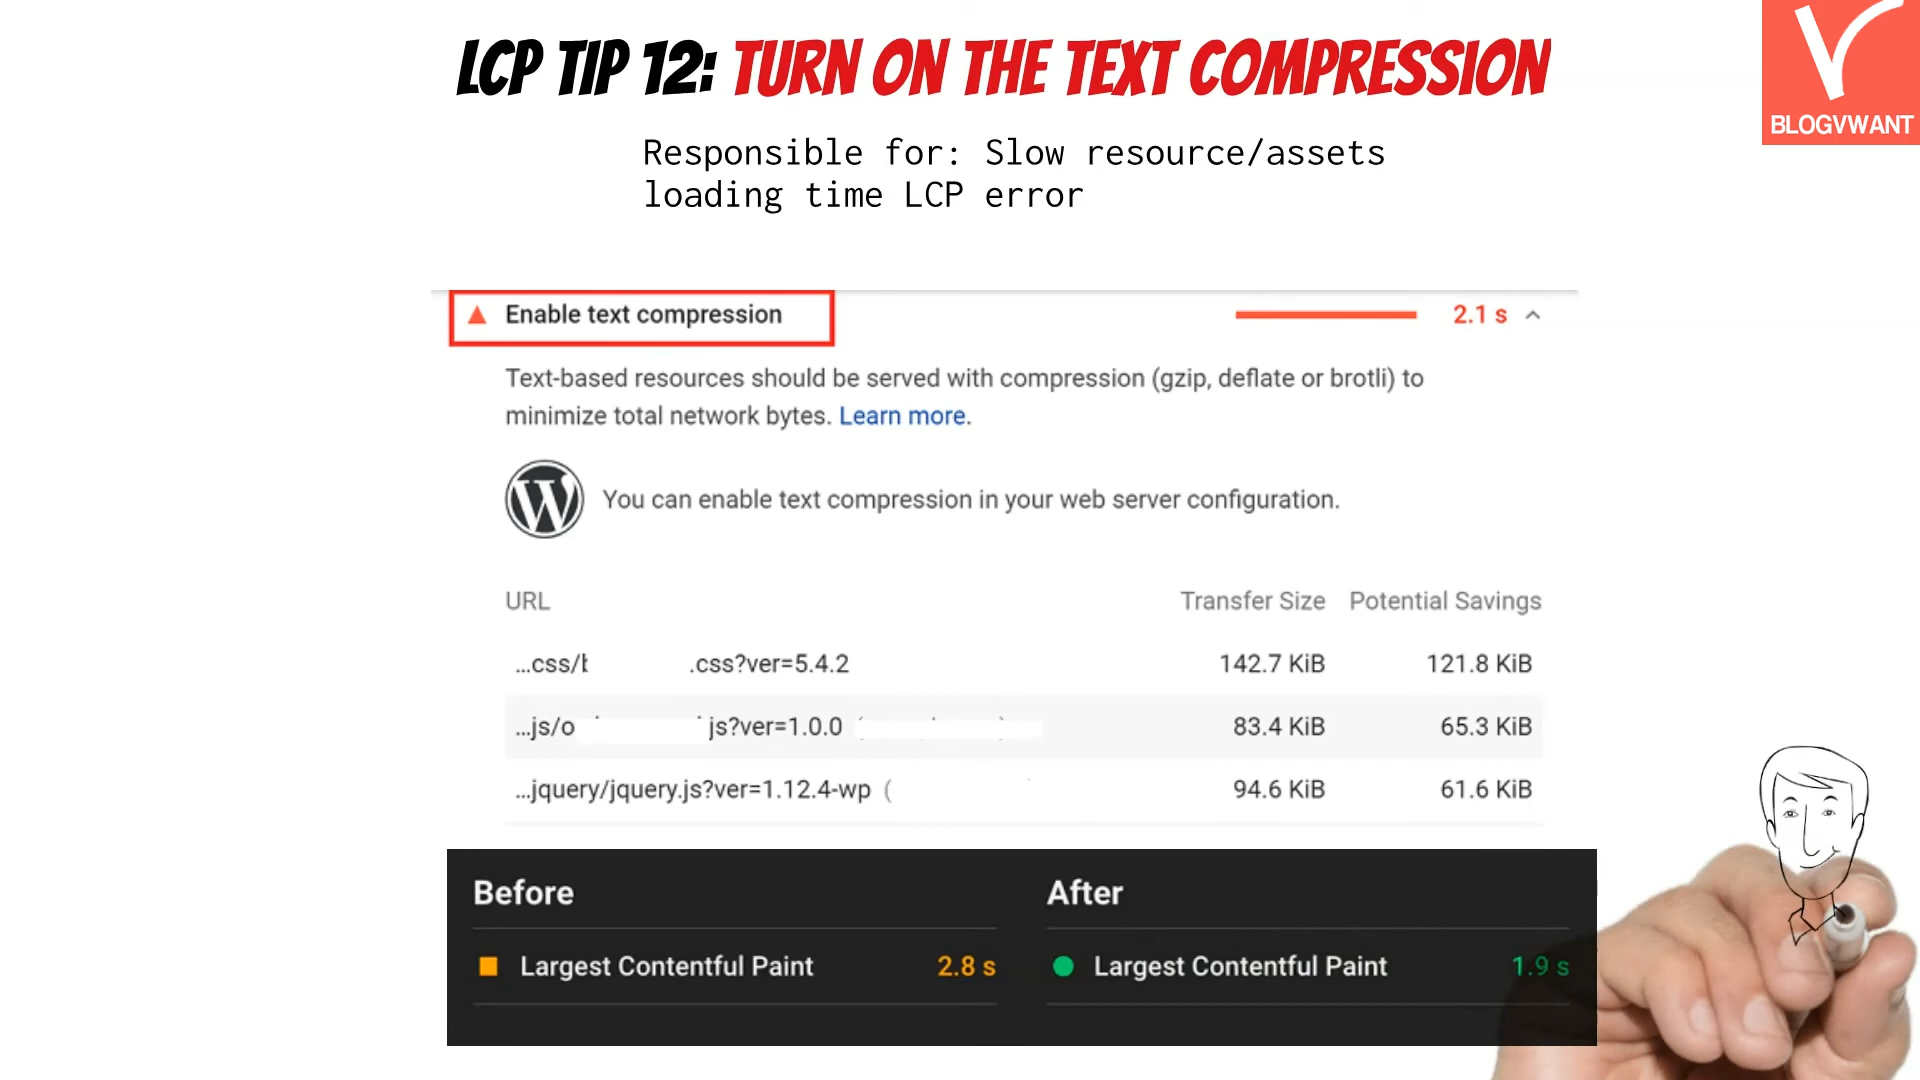 LCP TIP 12: TURN ON THE TEXT COMPRESSION
BLOGVWANT
Responsible for: Slow resource/assets
loading time LCP error
Enable text compression 2.1 s
Text-based resources should be served with compression (gzip, deflate or brotli) to
minimize total network bytes. Learn more.
You can enable text compression in your web server configuration.
URL Transfer Size Potential Savings
...css/ .css?ver=5.4.2 142.7 KiB 121.8 KiB
...js/o js?ver=1.0.0 83.4 KiB 65.3 KiB
...jquery/jquery.js?ver=1.12.4-wp ( 94.6 KiB 61.6 KiB
Before After
Largest Contentful Paint 2.8 s Largest Contentful Paint 1.9 s